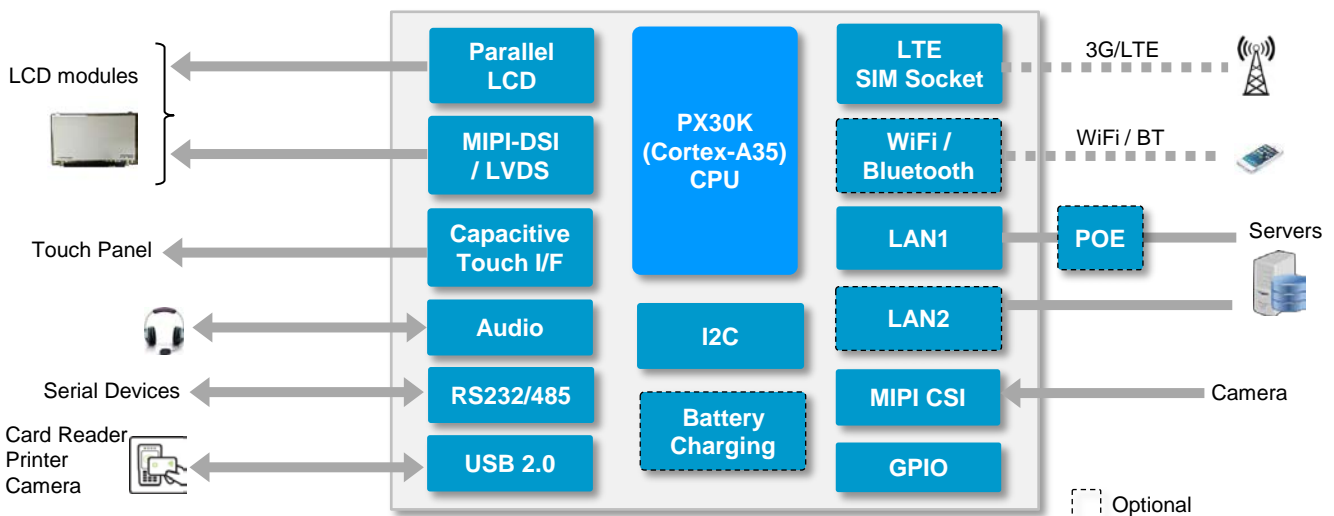 LCD modules
Touch Panel
Serial Devices
Card Reader
Printer
Camera
Parallel
LCD
MIPI-DSI
/ LVDS
Capacitive
Touch I/F
Audio
RS232/485
USB 2.0
PX30K
(Cortex-A35)
CPU
I2C
Battery
Charging
LTE
SIM Socket
WiFi /
Bluetooth
LAN1
LAN2
MIPI CSI
GPIO
3G/LTE
WiFi / BT
POE
Servers
Camera
Optional